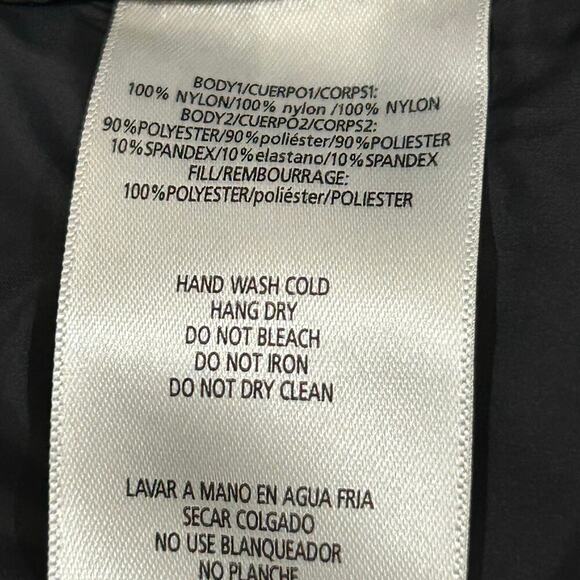 BODY1/CUERPO1/CORPS1:
100% NYLON/100% nylon /100% NYLON
BODY2/CUERPO2/CORPS2:
90%POLYESTER/90%poliéster/90%POLIESTER
10%SPANDEX/10%elastano/10%SPANDEX
FILL/REMBOURRAGE:
100%POLYESTER/poliéster/POLIESTER
HAND WASH COLD
HANG DRY
DO NOT BLEACH
DO NOT IRON
DO NOT DRY CLEAN
LAVAR A MANO EN AGUA FRIA
SECAR COLGADO
NO USE BLANQUEADOR
NO PLANCHE